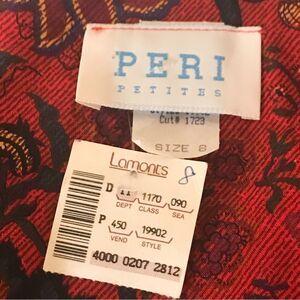 PERI
PETITES
Cut# 1723
SIZE 8
Lamonts
8
D 11 1170 090
DEPT CLASS SEA
P 450 19902
VEND STYLE
4000 0207 2812